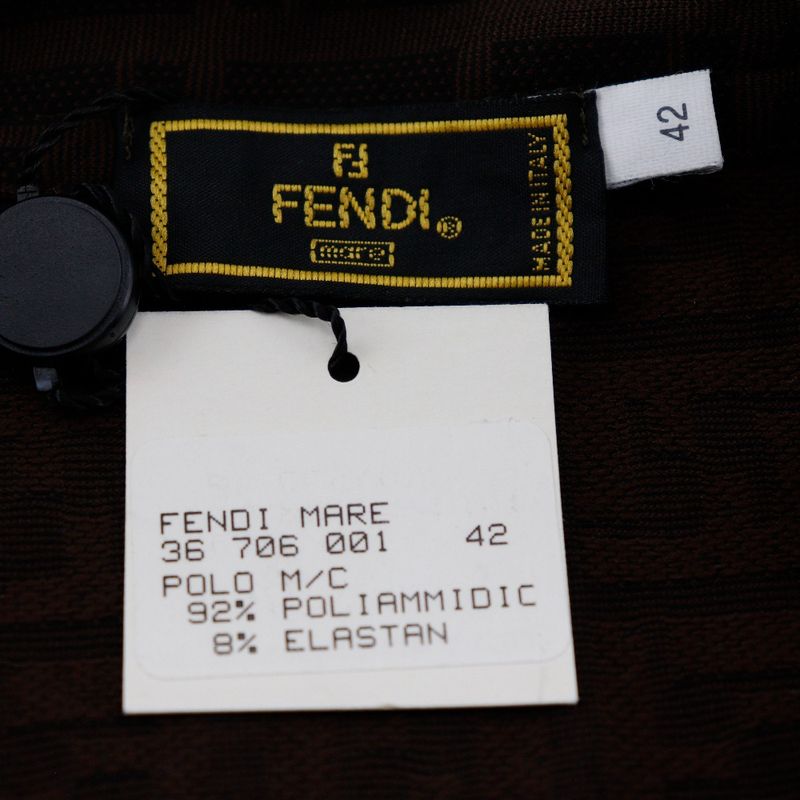 FENDI®
mare
MADE IN ITALY
42
FENDI MARE
36 706 001 42
POLO M/C
92% POLIAMMIDIC
8% ELASTAN